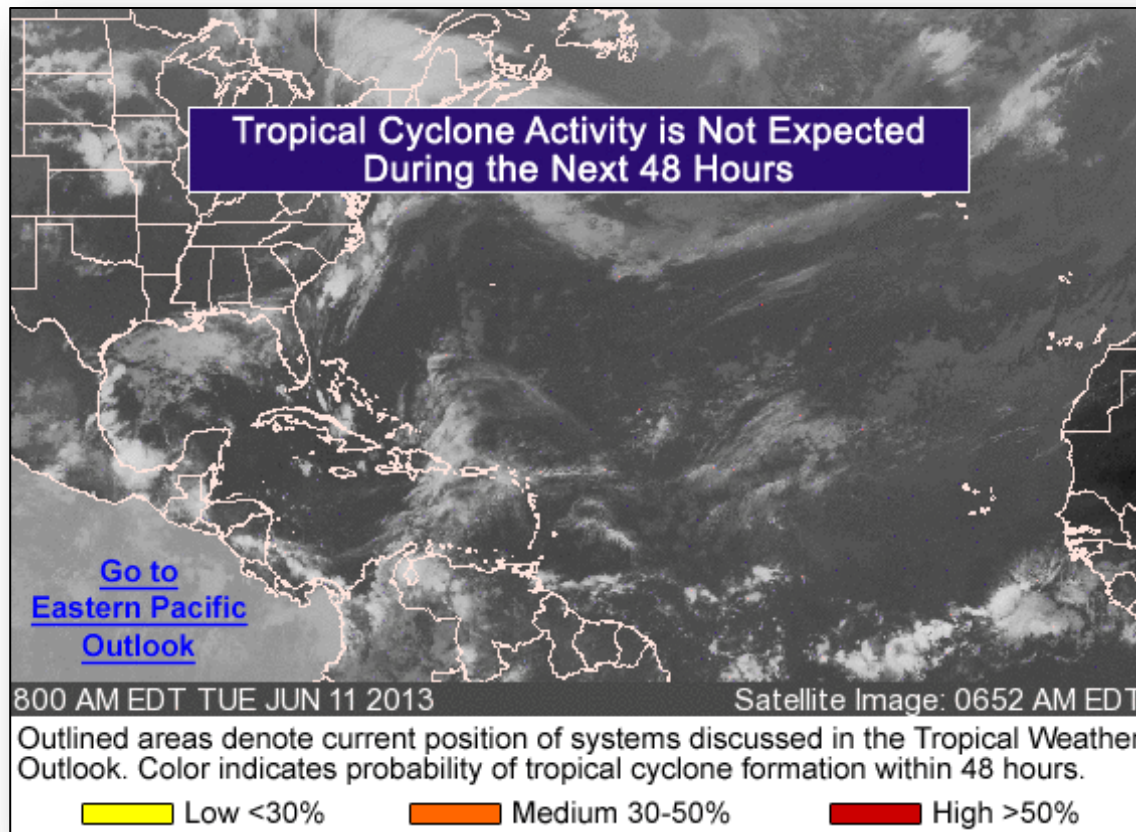 Tropical Cyclone Activity is Not Expected
During the Next 48 Hours
Go to
Eastern Pacific
Outlook
800 AM EDT TUE JUN 11 2013
Satellite Image: 0652 AM EDT
Outlined areas denote current position of systems discussed in the Tropical Weather
Outlook. Color indicates probability of tropical cyclone formation within 48 hours.
Low <30%
Medium 30-50%
High >50%